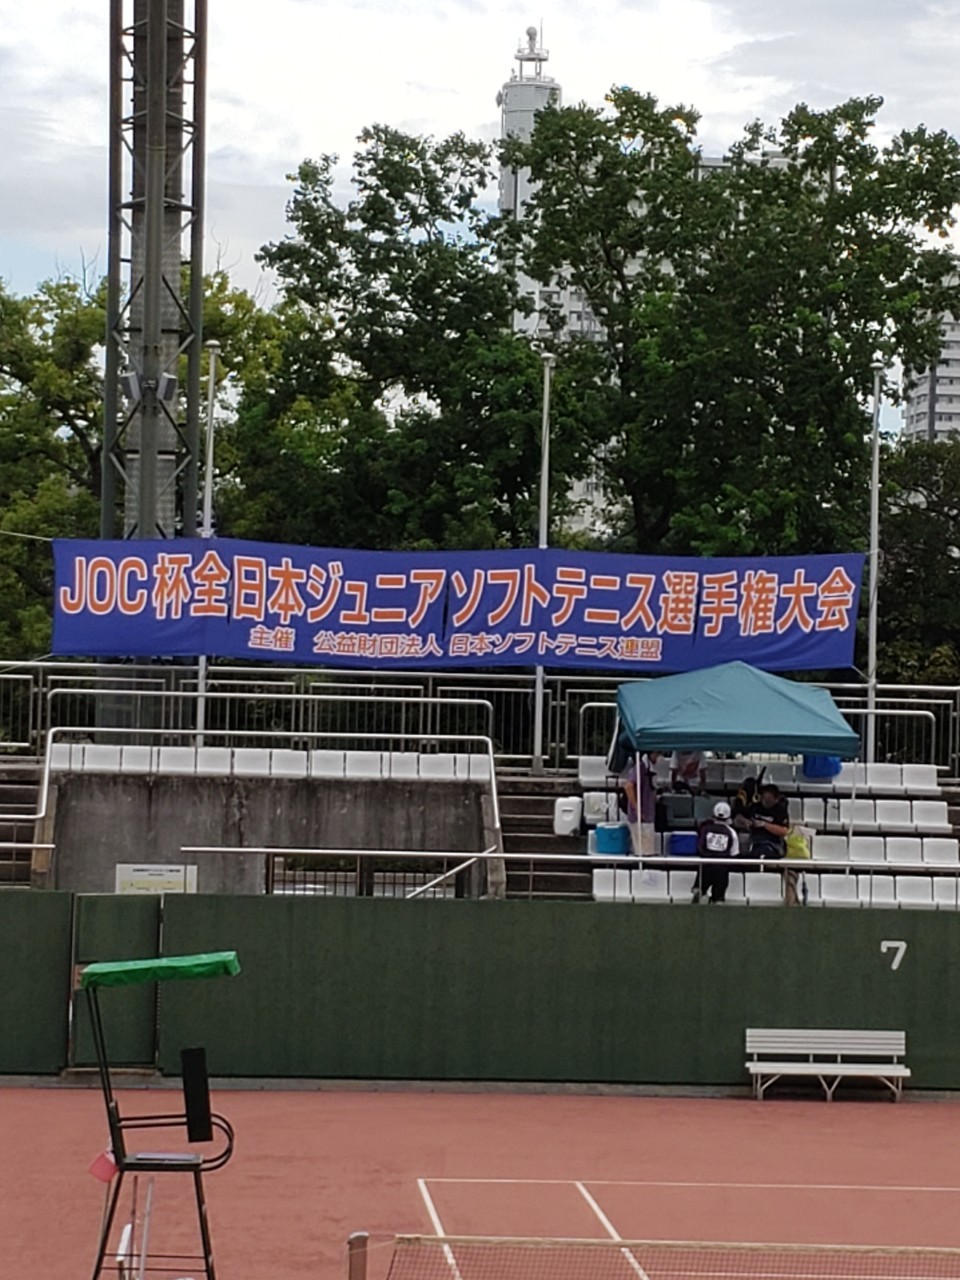 JOC杯全日本ジュニアソフトテニス選手権大会
主催　公益財団法人 日本ソフトテニス連盟
7